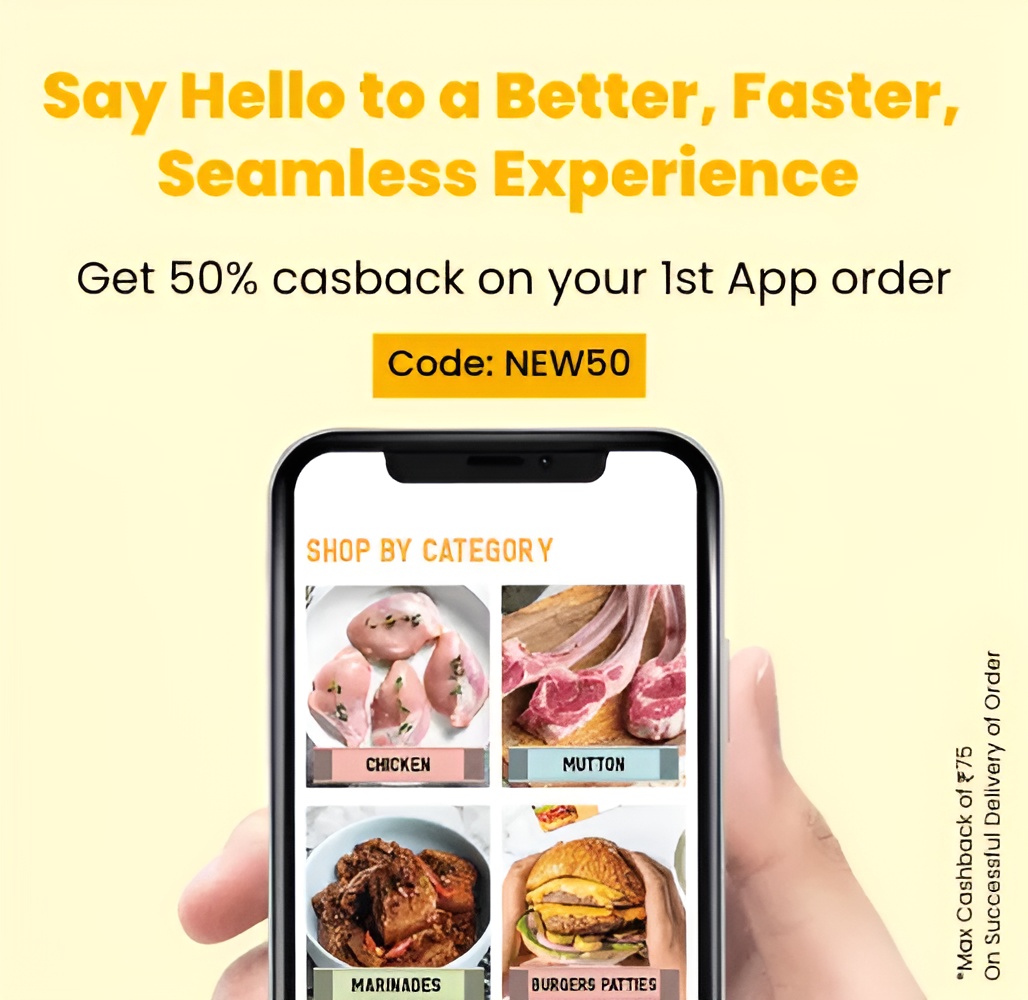 Say Hello to a Better, Faster,
Seamless Experience
Get 50% casback on your 1st App order
Code: NEW50
SHOP BY CATEGORY
CHICKEN
MUTTON
MARINADES
BURGERS PATTIES
*Max Cashback of ₹75
On Successful Delivery of Order